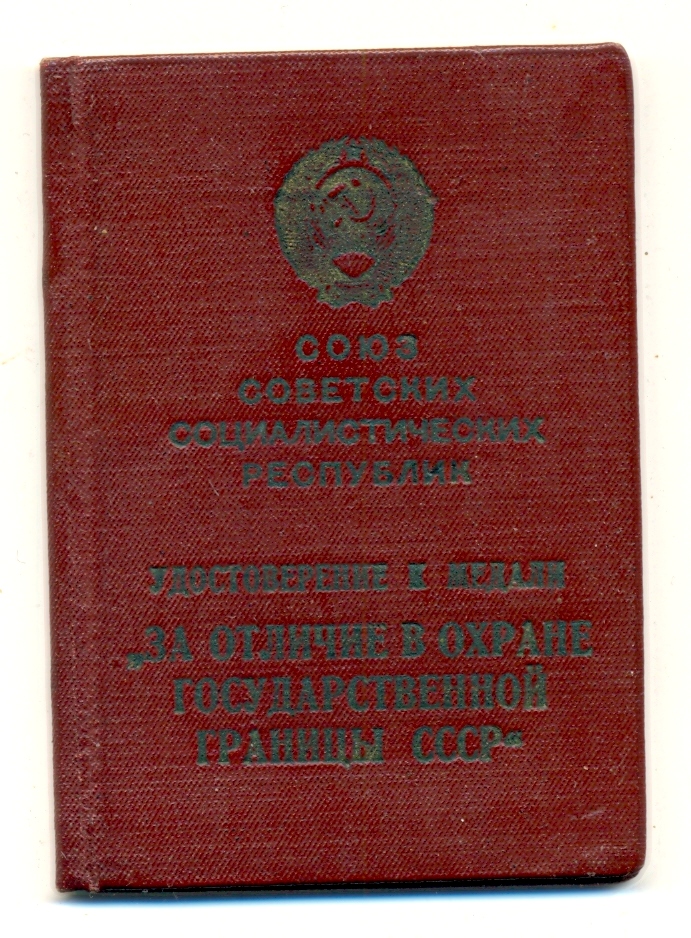 СОЮЗ
СОВЕТСКИХ
СОЦИАЛИСТИЧЕСКИХ
РЕСПУБЛИК
УДОСТОВЕРЕНИЕ К МЕДАЛИ
„ЗА ОТЛИЧИЕ В ОХРАНЕ
ГОСУДАРСТВЕННОЙ
ГРАНИЦЫ СССР“